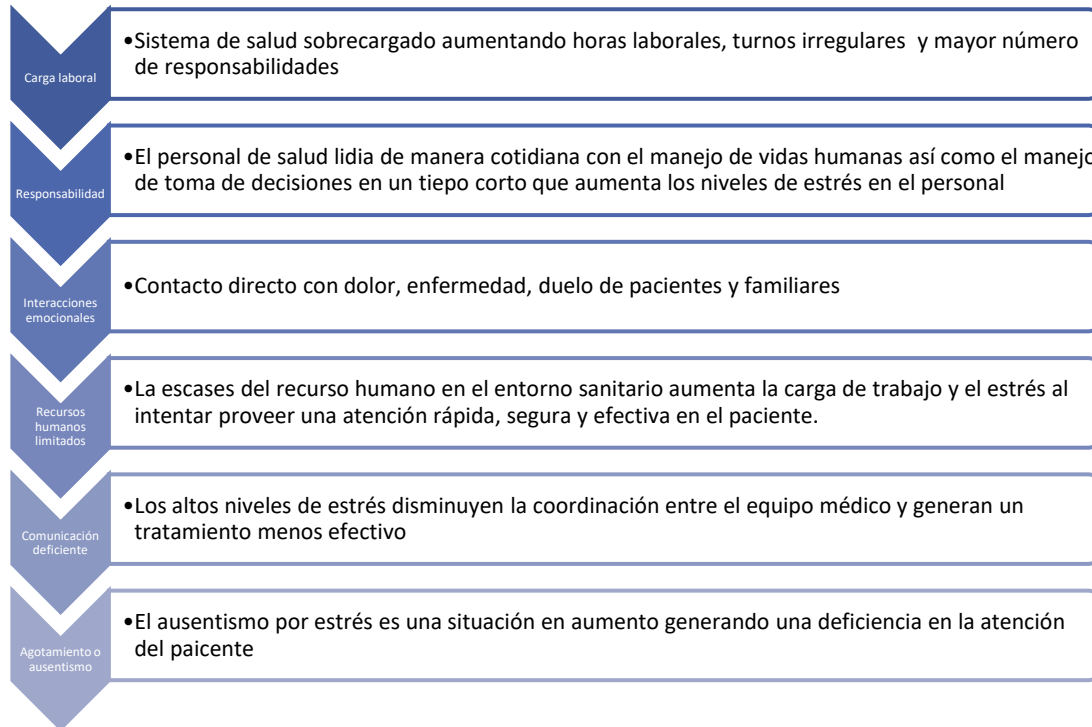 Carga laboral
•Sistema de salud sobrecargado aumentando horas laborales, turnos irregulares y mayor número
de responsabilidades
Responsabilidad
•El personal de salud lidia de manera cotidiana con el manejo de vidas humanas así como el manejo
de toma de decisiones en un tiepo corto que aumenta los niveles de estrés en el personal
Interacciones
emocionales
•Contacto directo con dolor, enfermedad, duelo de pacientes y familiares
Recursos
humanos
limitados
•La escases del recurso humano en el entorno sanitario aumenta la carga de trabajo y el estrés al
intentar proveer una atención rápida, segura y efectiva en el paciente.
Comunicación
deficiente
•Los altos niveles de estrés disminuyen la coordinación entre el equipo médico y generan un
tratamiento menos efectivo
Agotamiento o
ausentismo
•El ausentismo por estrés es una situación en aumento generando una deficiencia en la atención
del paicente